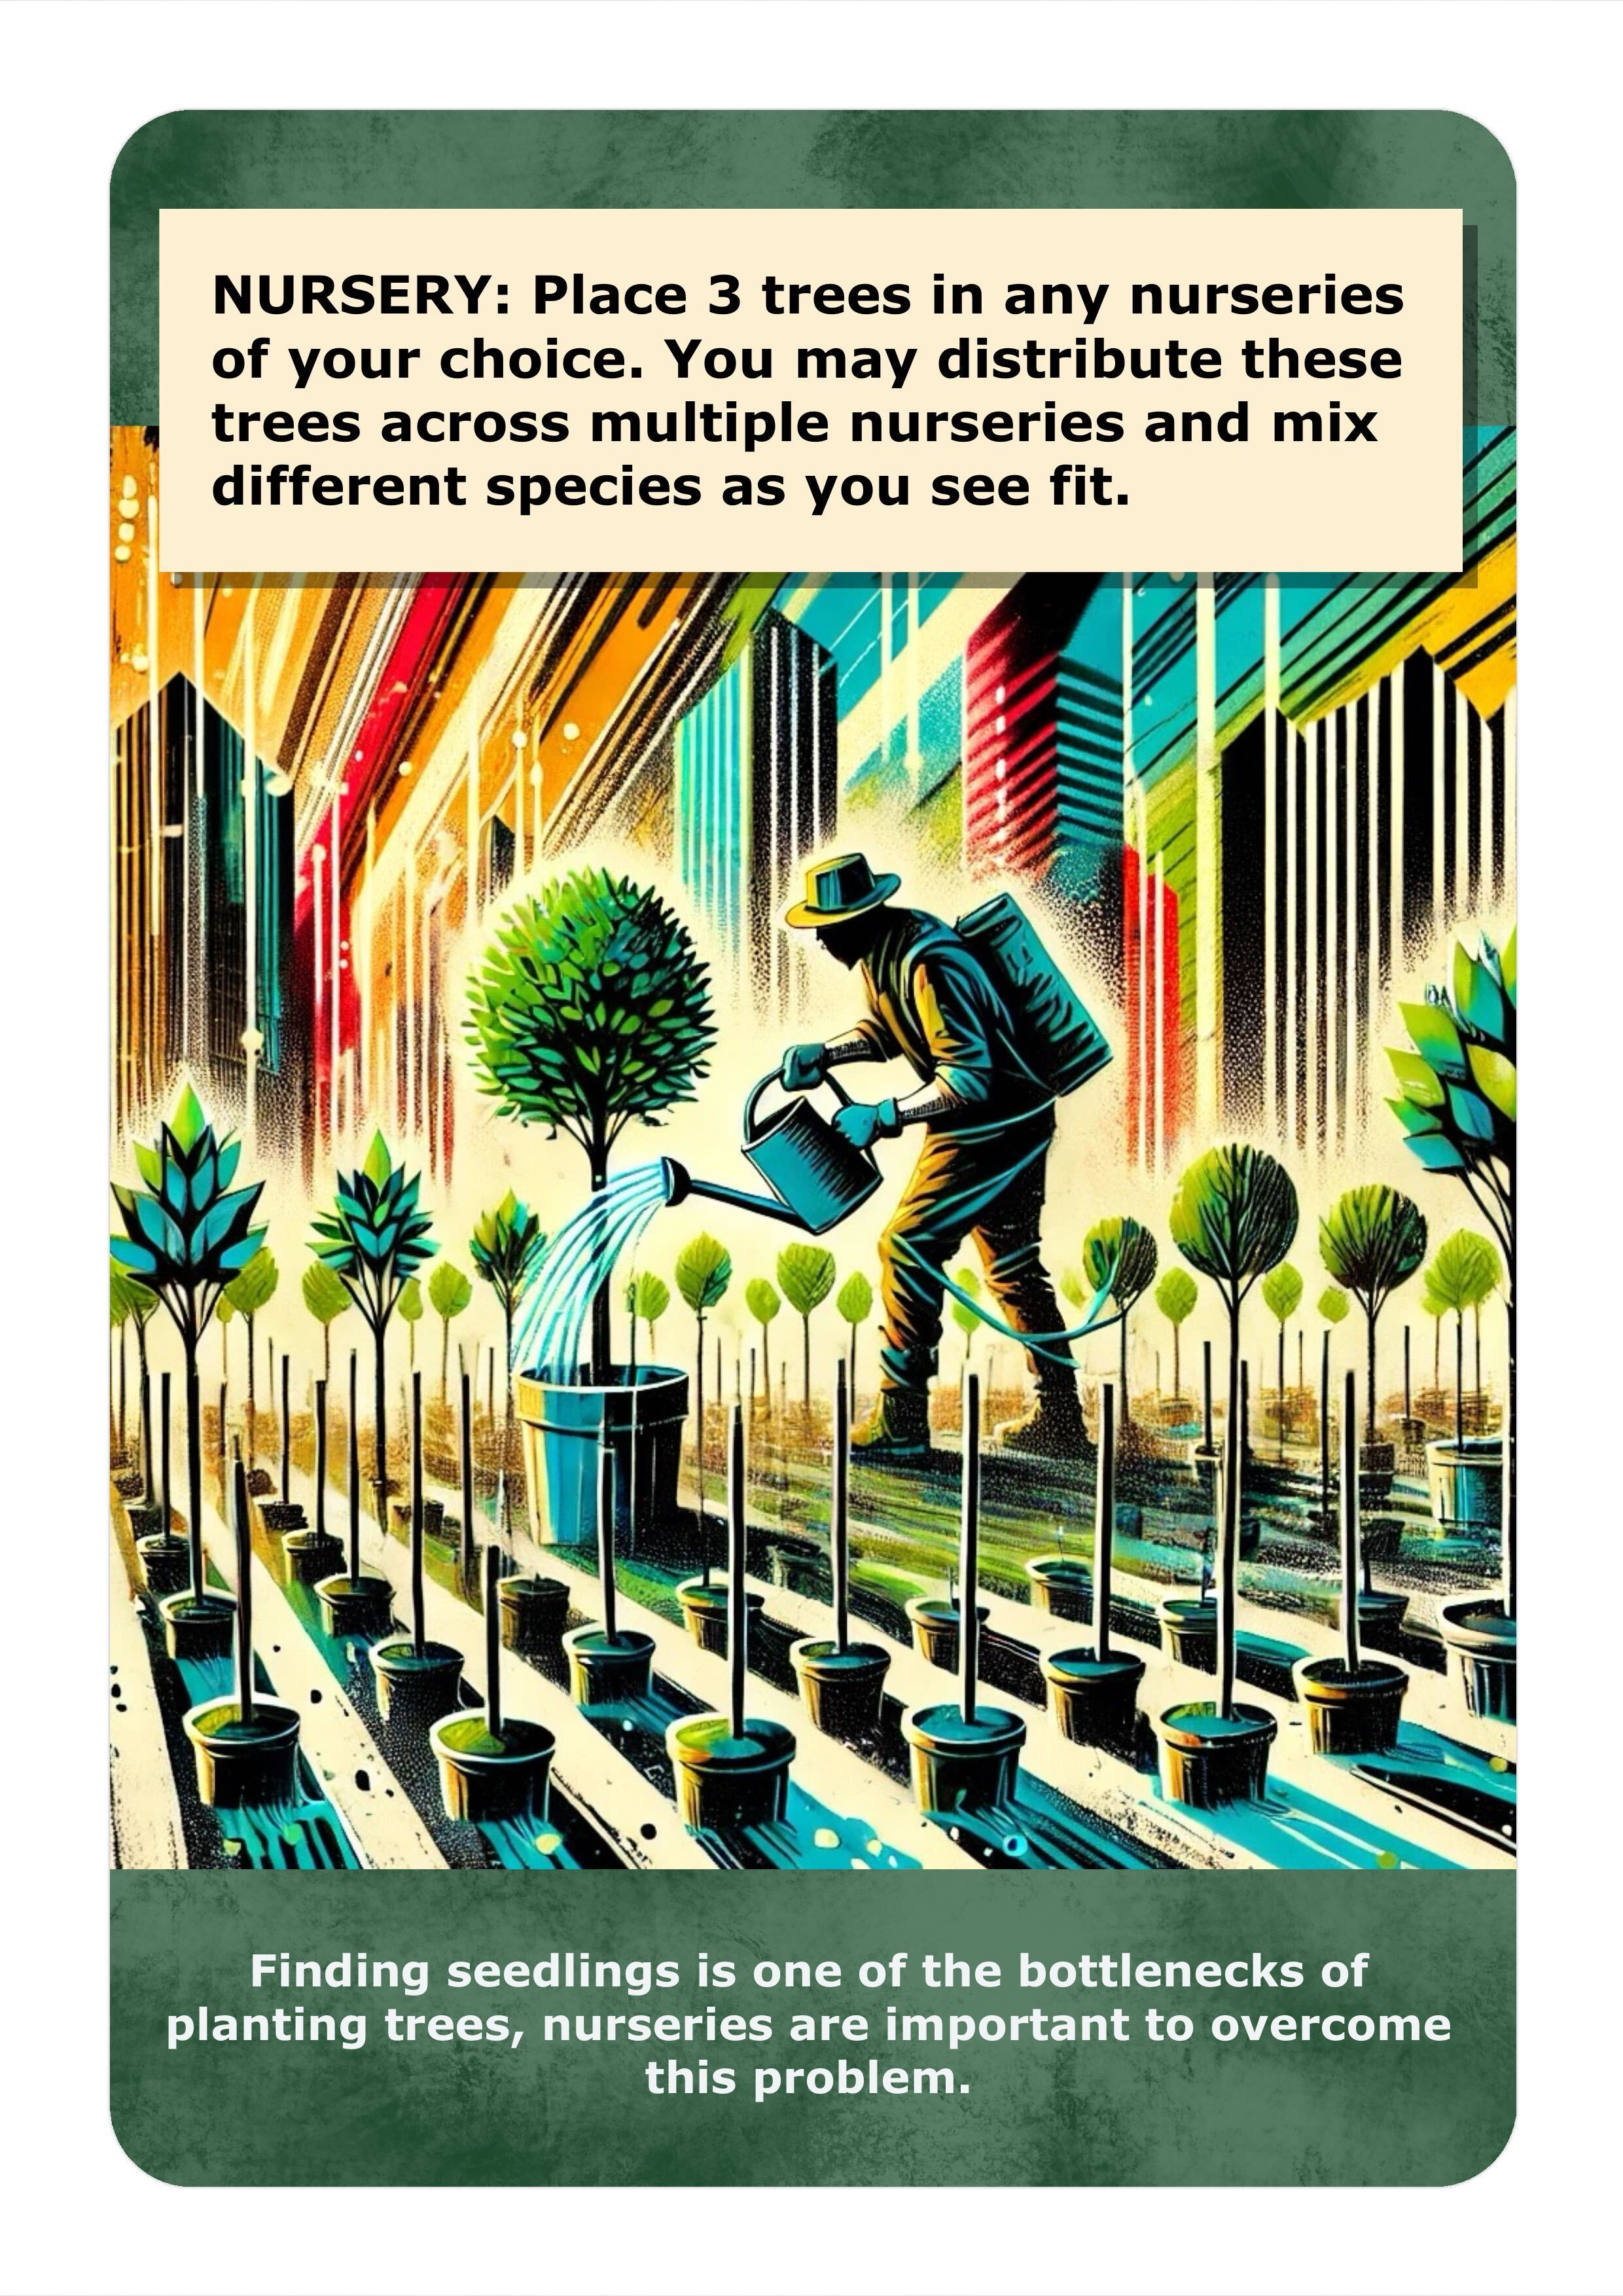 NURSERY: Place 3 trees in any nurseries
of your choice. You may distribute these
trees across multiple nurseries and mix
different species as you see fit.
Finding seedlings is one of the bottlenecks of
planting trees, nurseries are important to overcome
this problem.